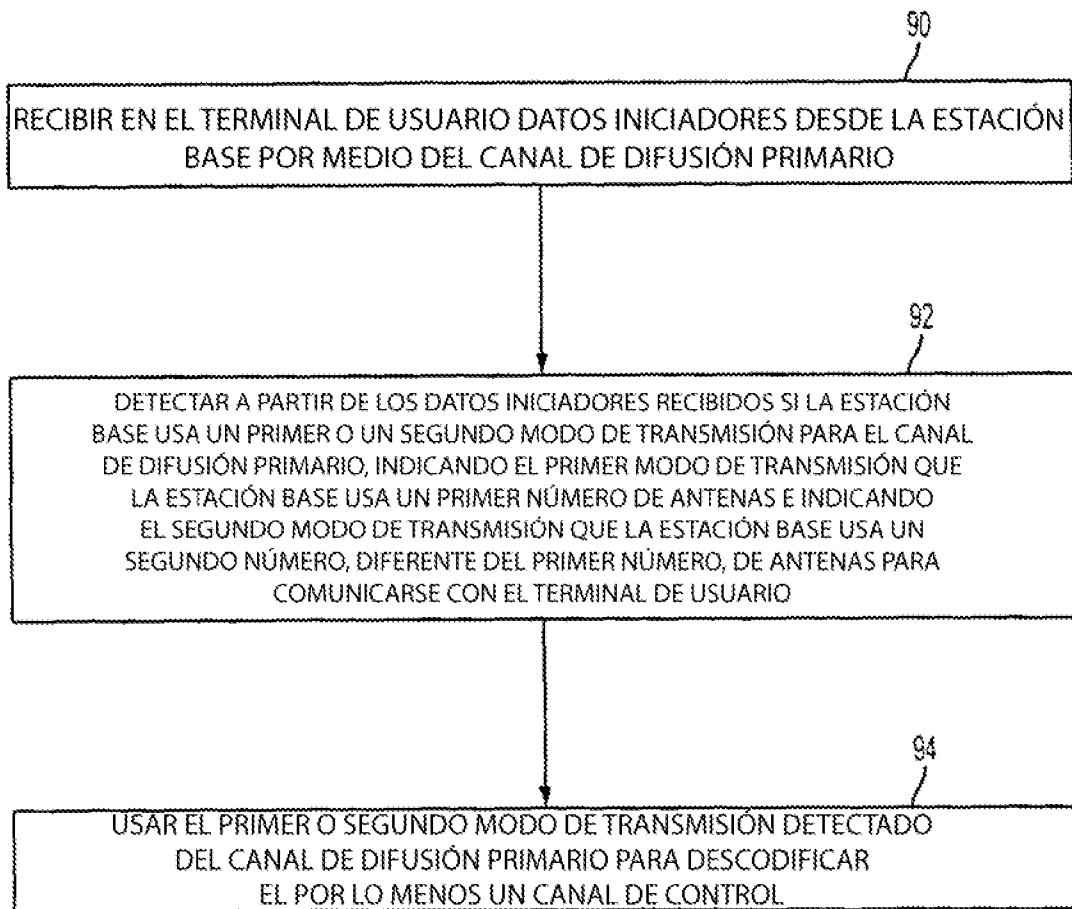 90
RECIBIR EN EL TERMINAL DE USUARIO DATOS INICIADORES DESDE LA ESTACIÓN
BASE POR MEDIO DEL CANAL DE DIFUSIÓN PRIMARIO
92
DETECTAR A PARTIR DE LOS DATOS INICIADORES RECIBIDOS SI LA ESTACIÓN
BASE USA UN PRIMER O UN SEGUNDO MODO DE TRANSMISIÓN PARA EL CANAL
DE DIFUSIÓN PRIMARIO, INDICANDO EL PRIMER MODO DE TRANSMISIÓN QUE
LA ESTACIÓN BASE USA UN PRIMER NÚMERO DE ANTENAS E INDICANDO
EL SEGUNDO MODO DE TRANSMISIÓN QUE LA ESTACIÓN BASE USA UN
SEGUNDO NÚMERO, DIFERENTE DEL PRIMER NÚMERO, DE ANTENAS PARA
COMUNICARSE CON EL TERMINAL DE USUARIO
94
USAR EL PRIMER O SEGUNDO MODO DE TRANSMISIÓN DETECTADO
DEL CANAL DE DIFUSIÓN PRIMARIO PARA DESCODIFICAR
EL POR LO MENOS UN CANAL DE CONTROL